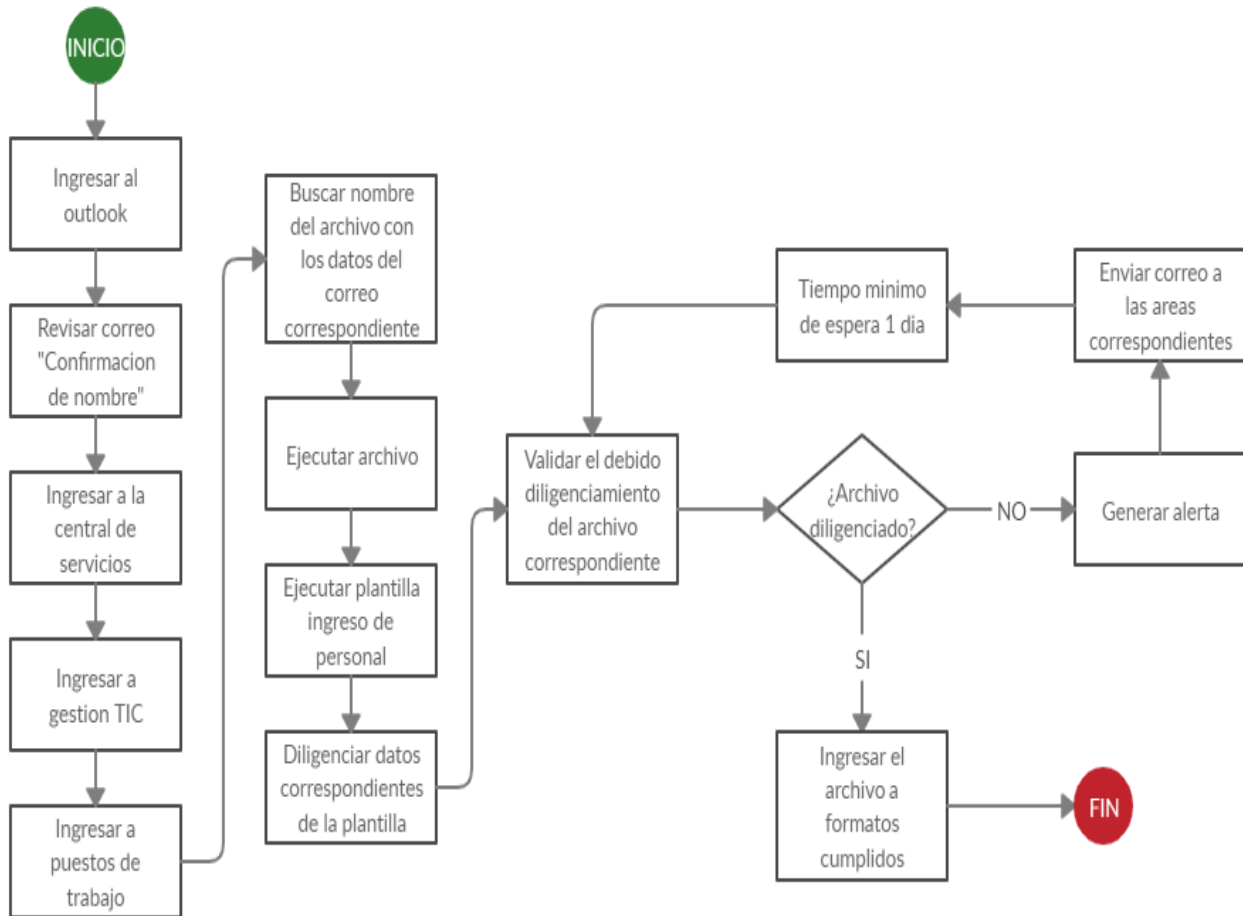 INICIO
Ingresar al
outlook
Revisar correo
"Confirmacion
de nombre"
Ingresar a la
central de
servicios
Ingresar a
gestion TIC
Ingresar a
puestos de
trabajo
Buscar nombre
del archivo con
los datos del
correo
correspondiente
Ejecutar archivo
Ejecutar plantilla
ingreso de
personal
Diligenciar datos
correspondientes
de la plantilla
Validar el debido
diligenciamiento
del archivo
correspondiente
¿Archivo
diligenciado?
NO
Generar alerta
Enviar correo a
las areas
correspondientes
Tiempo minimo
de espera 1 dia
SI
Ingresar el
archivo a
formatos
cumplidos
FIN